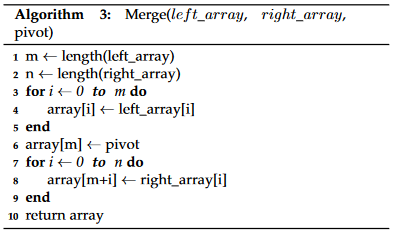 Algorithm 3: Merge(left_array, right_array,
pivot)
1 m ← length(left_array)
2 n ← length(right_array)
3 for i ← 0 to m do
4 array[i] ← left_array[i]
5 end
6 array[m] ← pivot
7 for i ← 0 to n do
8 array[m+i] ← right_array[i]
9 end
10 return array